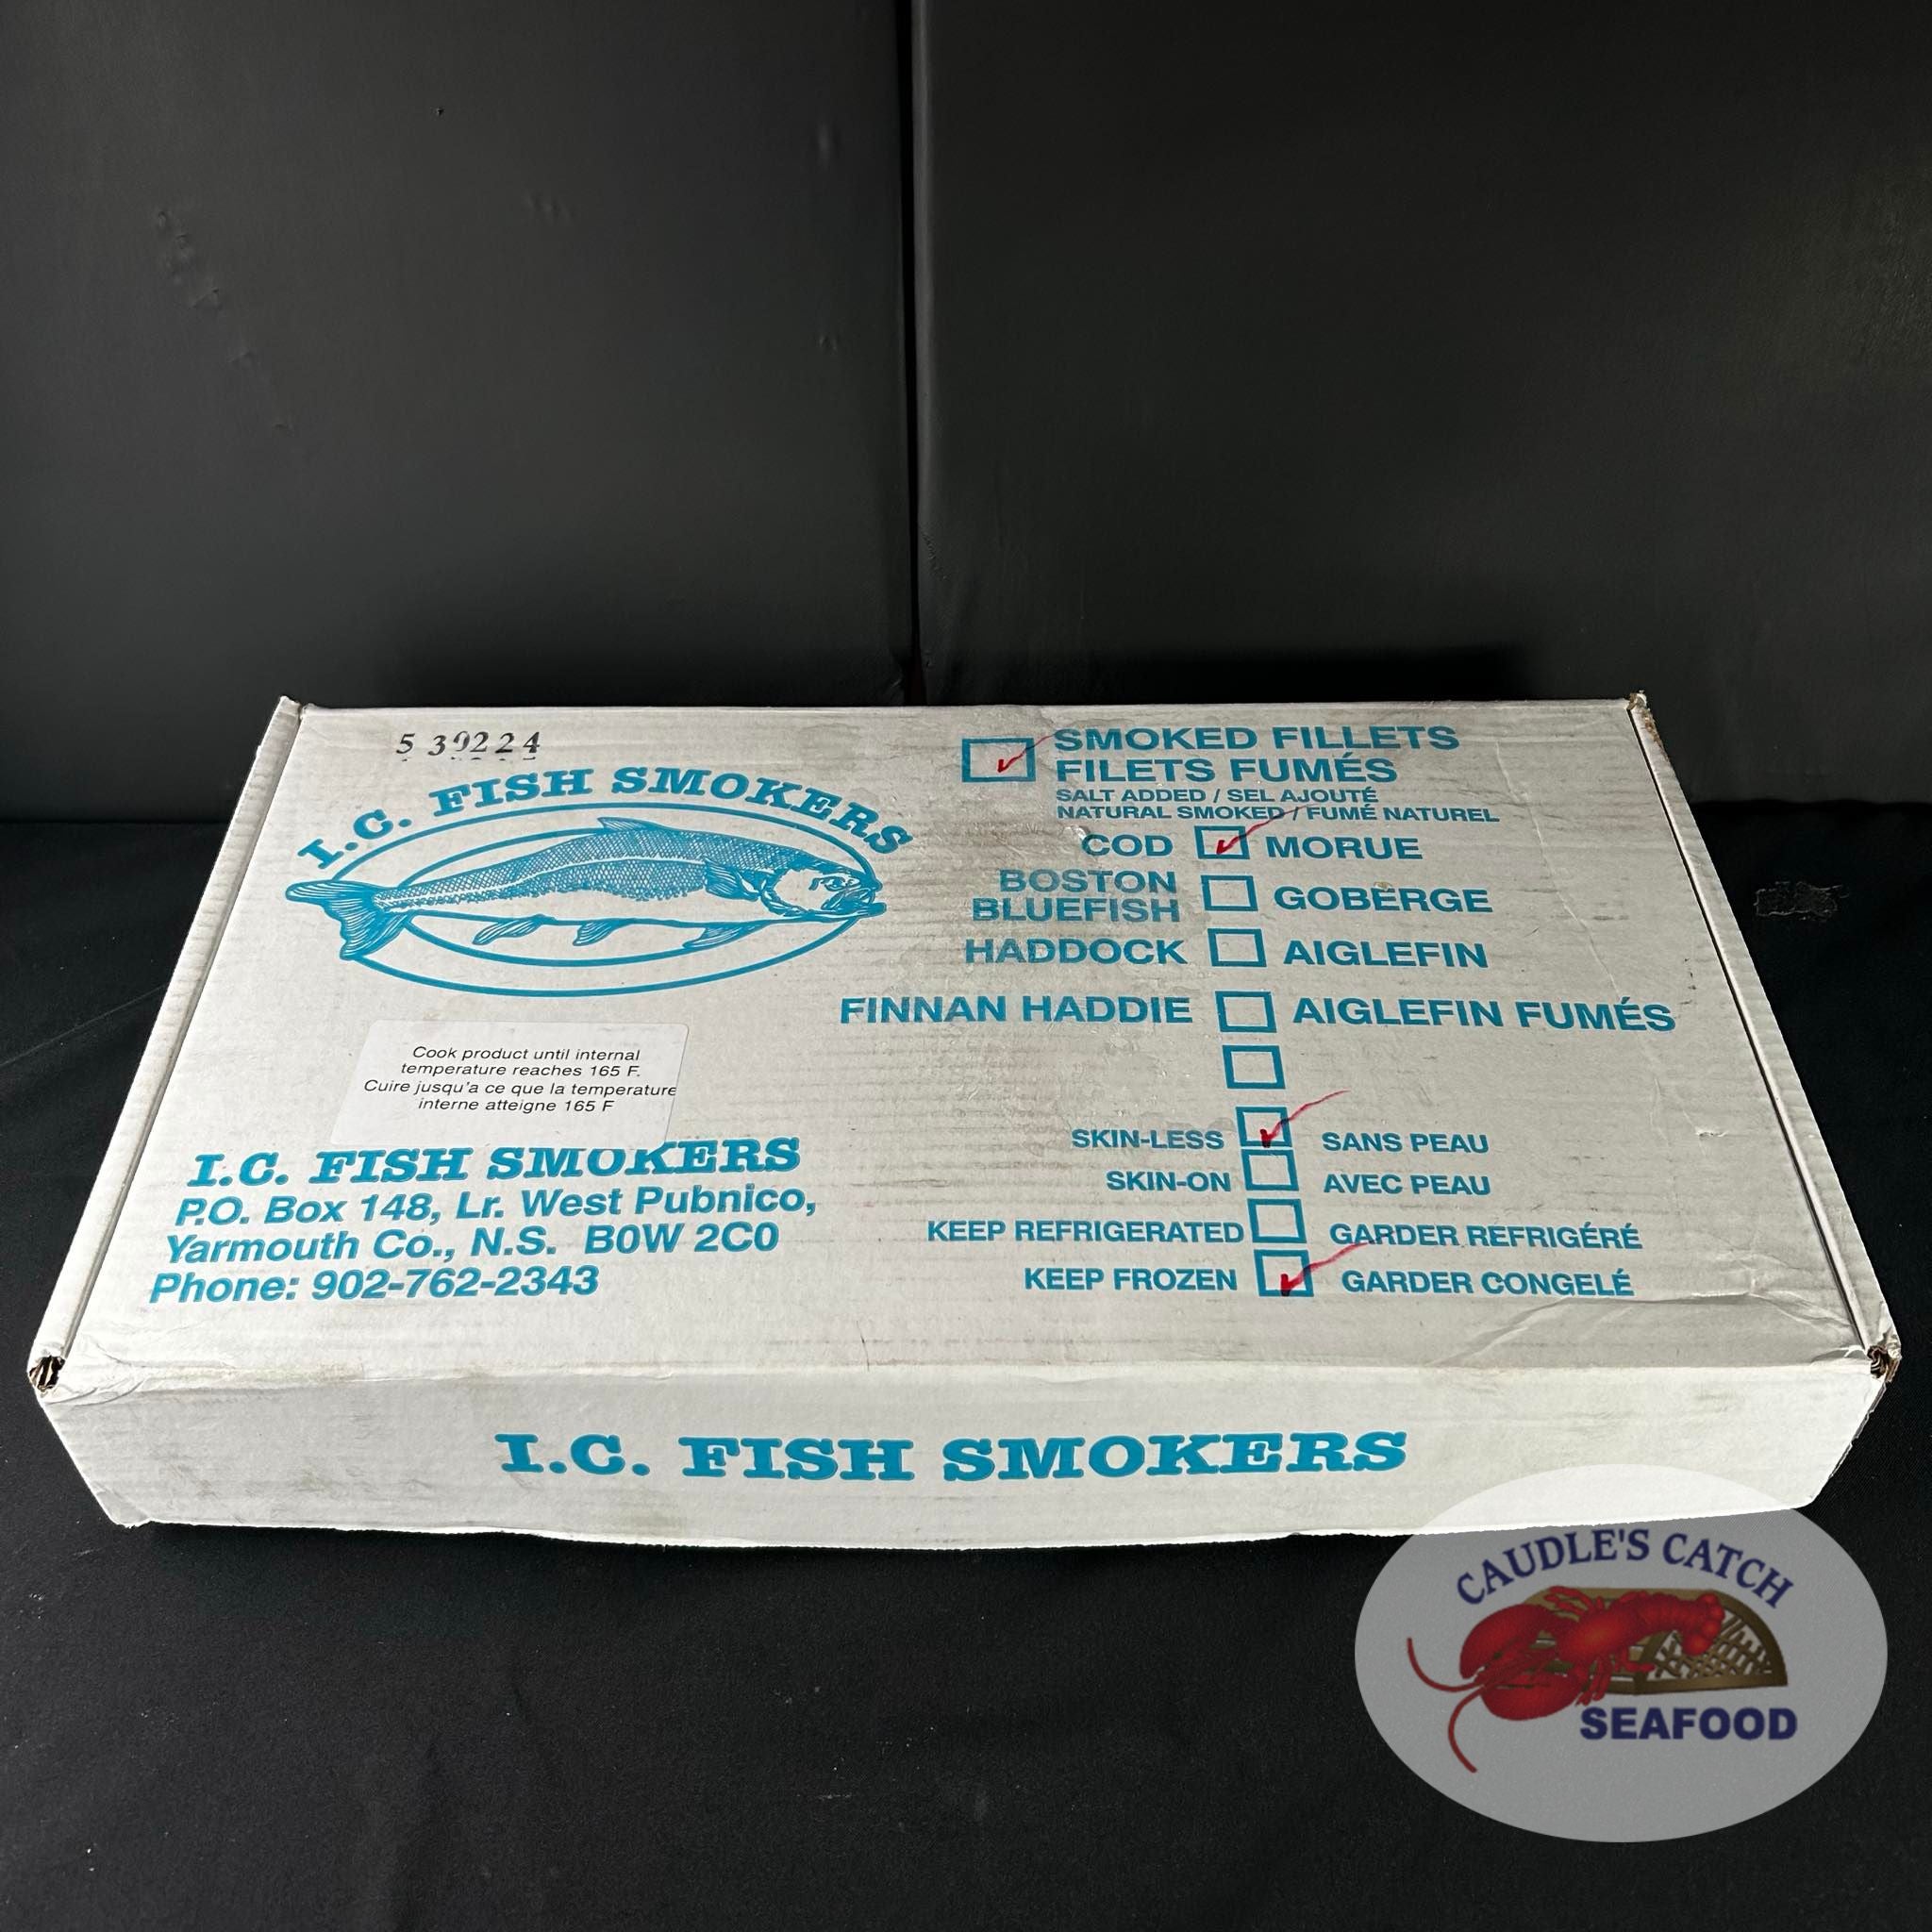 5 30224
I.C. FISH SMOKERS
SMOKED FILLETS
FILETS FUMÉS
SALT ADDED / SEL AJOUTÉ
NATURAL SMOKED / FUMÉ NATUREL
COD MORUE
BOSTON
BLUEFISH GOBERGE
HADDOCK AIGLEFIN
FINNAN HADDIE AIGLEFIN FUMÉS
SKIN-LESS SANS PEAU
SKIN-ON AVEC PEAU
KEEP REFRIGERATED GARDER REFRIGÉRÉ
KEEP FROZEN GARDER CONGELÉ
Cook product until internal
temperature reaches 165 F.
Cuire jusqu'a ce que la temperature
interne atteigne 165 F
I.C. FISH SMOKERS
P.O. Box 148, Lr. West Pubnico,
Yarmouth Co., N.S. B0W 2C0
Phone: 902-762-2343
I.C. FISH SMOKERS
CAUDLE'S CATCH
SEAFOOD